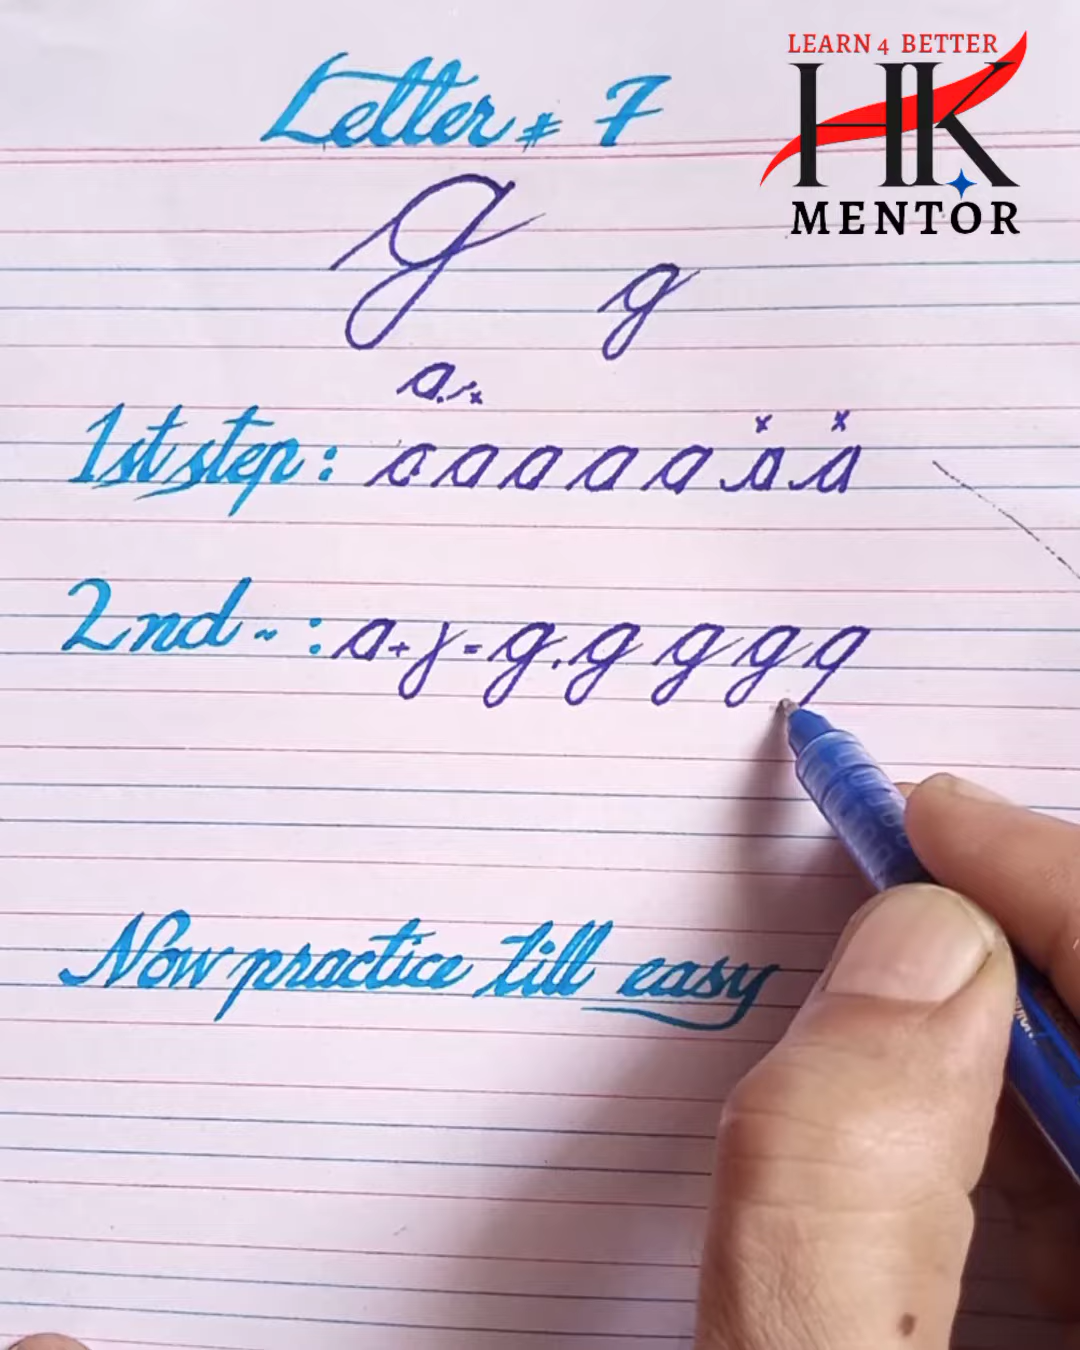 LEARN 4 BETTER
HK
MENTOR
Letter # 7
g g
a. x
1st step : c a a a a x a x a
2nd ~ : a + j = g, g g g g
Now practice till easy